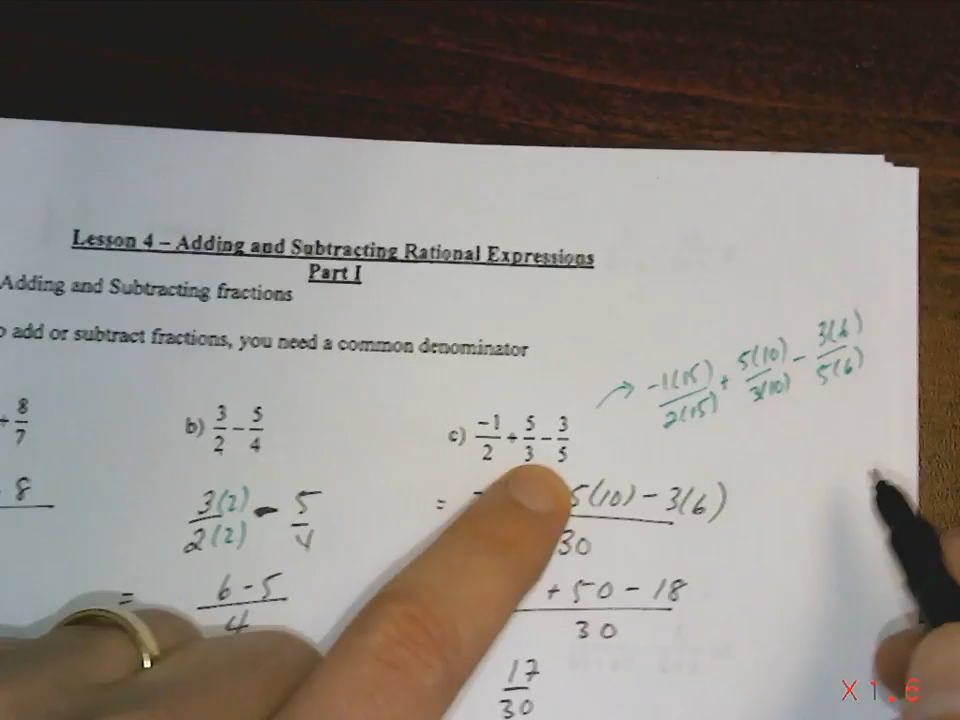 Lesson 4 – Adding and Subtracting Rational Expressions
Part I
Adding and Subtracting fractions
add or subtract fractions, you need a common denominator
+ 8/7
b) 3/2 - 5/4
c) -1/2 + 5/3 - 3/5
→ -1(15)/2(15) + 5(10)/3(10) - 3(6)/5(6)
8
3(2)/2(2) - 5/4
= 5(10) - 3(6)
30
= 6-5/4
+ 50 - 18
30
17/30
X1.6